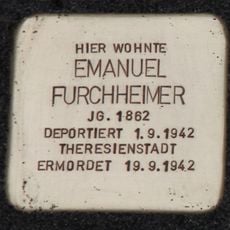 HIER WOHNTE
EMANUEL
FURCHHEIMER
JG. 1862
DEPORTIERT 1.9.1942
THERESIENSTADT
ERMORDET 19.9.1942